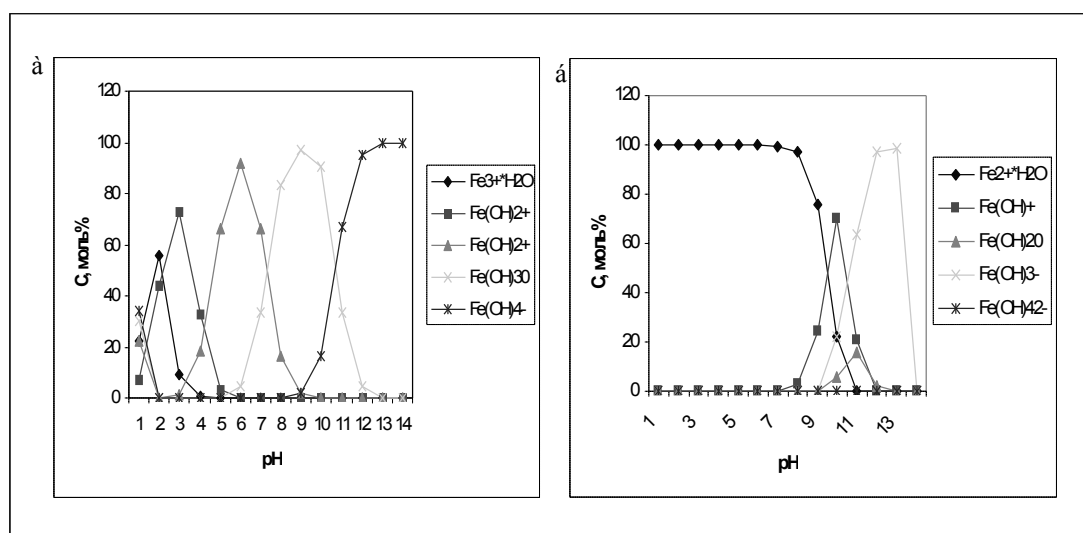 à
120
100
80
60
40
20
0
С, моль%
1 2 3 4 5 6 7 8 9 10 11 12 13 14
pH
Fe3+*H2O
Fe(OH)2+
Fe(OH)2+
Fe(OH)30
Fe(OH)4-
á
120
100
80
60
40
20
0
С, моль%
1 3 5 7 9 11 13
pH
Fe2+*H2O
Fe(OH)+
Fe(OH)20
Fe(OH)3-
Fe(OH)42-